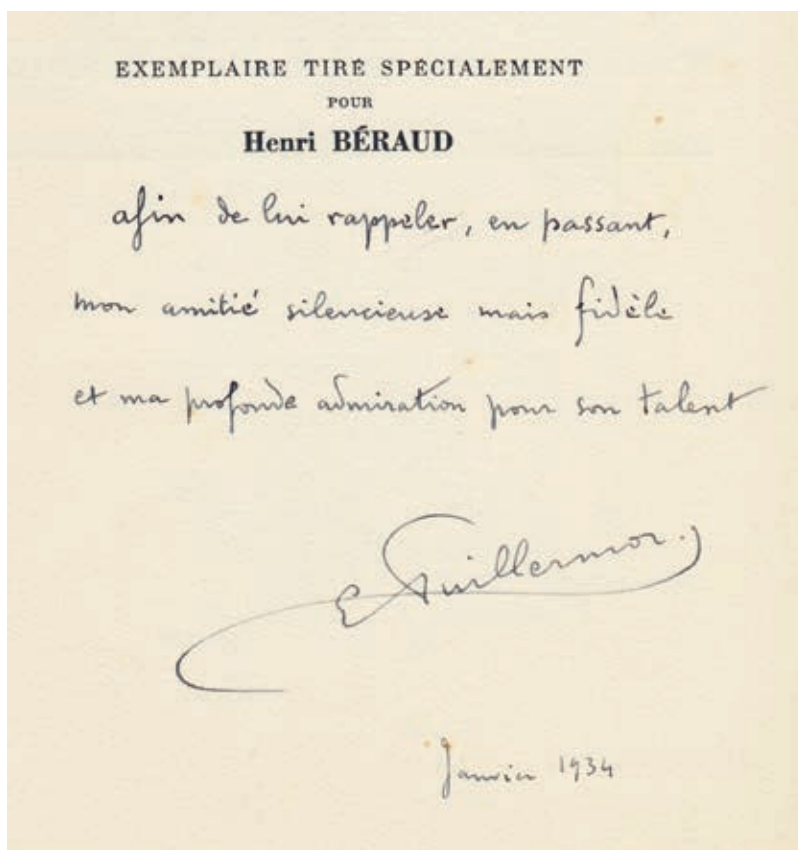 EXEMPLAIRE TIRÉ SPÉCIALEMENT
POUR
Henri BÉRAUD
afin de lui rappeler, en passant,
mon amitié silencieuse mais fidèle
et ma profonde admiration pour son talent
E Guillermoz.
Janvier 1934